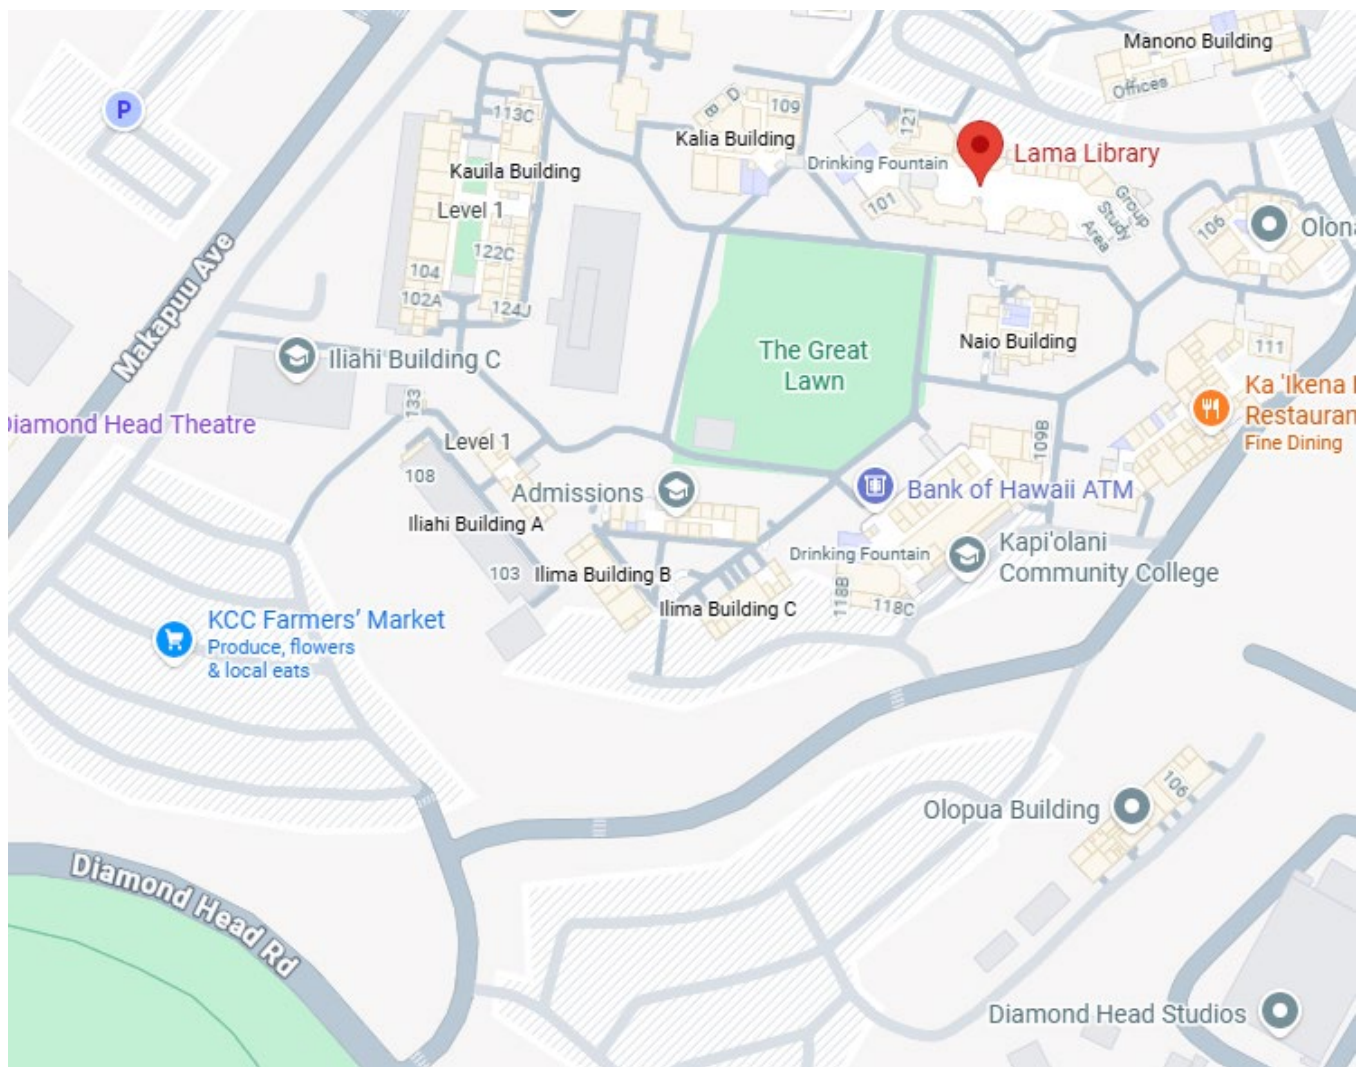 Manono Building
Offices
P
113C
B
D
109
121
Kalia Building
Lama Library
Drinking Fountain
Kauila Building
101
Group
Study
Area
Level 1
106
122C
104
102A
124J
Makapuu Ave
The Great
Lawn
Naio Building
111
Iliahi Building C
Ka 'Ikena
Restauran
Fine Dining
133
Diamond Head Theatre
Level 1
109B
108
Admissions
Bank of Hawaii ATM
Iliahi Building A
Drinking Fountain
Kapi'olani
Community College
103
Ilima Building B
118B
118C
Ilima Building C
KCC Farmers’ Market
Produce, flowers
& local eats
106
Olopua Building
Diamond Head Rd
Diamond Head Studios